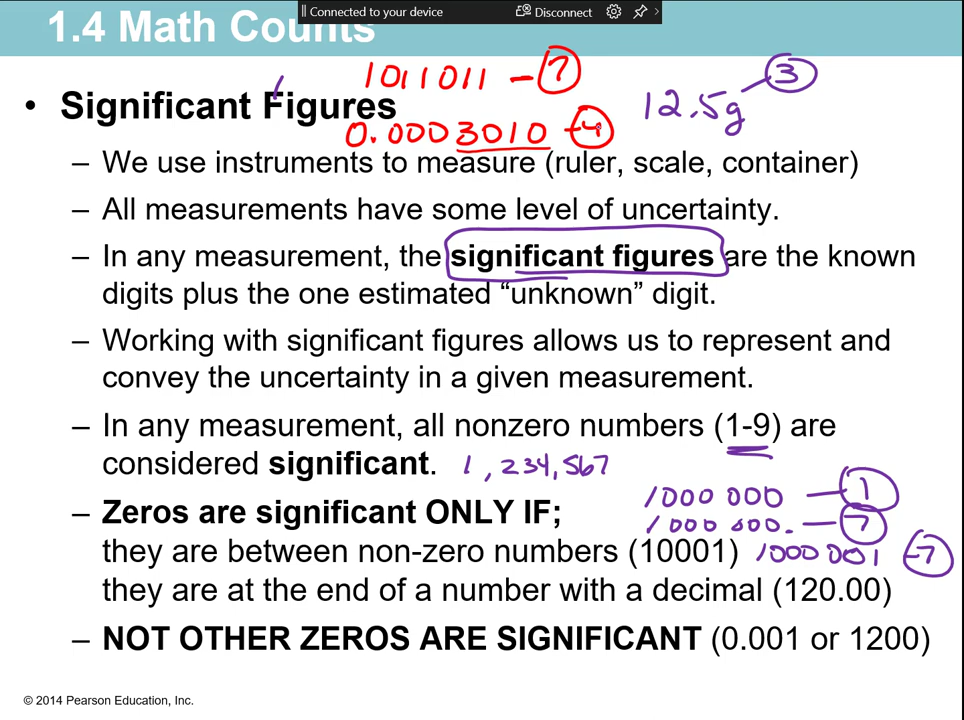 Connected to your device Disconnect
1.4 Math Counts
1011011 – 7
12.5g 3
• Significant Figures
0.0003010 – 4
– We use instruments to measure (ruler, scale, container)
– All measurements have some level of uncertainty.
– In any measurement, the significant figures are the known
digits plus the one estimated “unknown” digit.
– Working with significant figures allows us to represent and
convey the uncertainty in a given measurement.
– In any measurement, all nonzero numbers (1-9) are
considered significant. 1,234,567
1000 000 — 1
– Zeros are significant ONLY IF;
1000 000. — 7
they are between non-zero numbers (10001) 1000 001 – 7
they are at the end of a number with a decimal (120.00)
– NOT OTHER ZEROS ARE SIGNIFICANT (0.001 or 1200)
© 2014 Pearson Education, Inc.